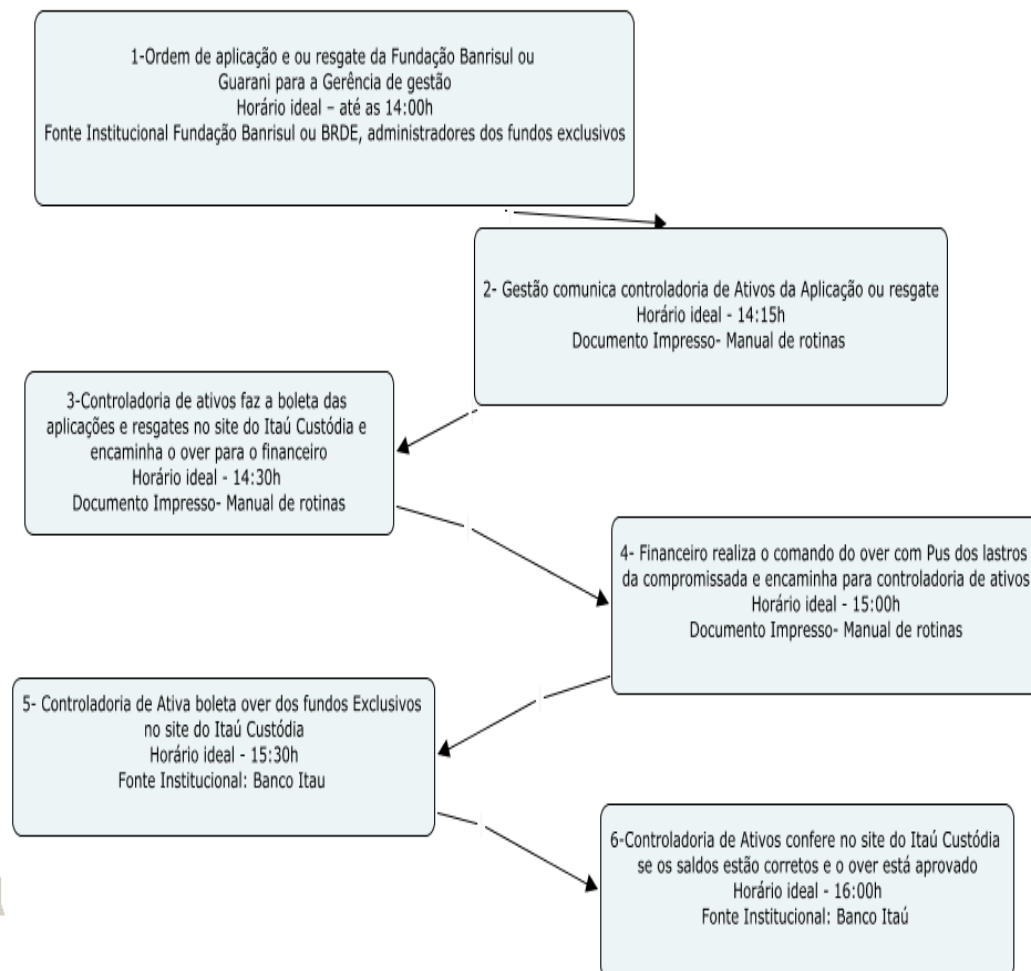 1-Ordem de aplicação e ou resgate da Fundação Banrisul ou
Guarani para a Gerência de gestão
Horário ideal – até as 14:00h
Fonte Institucional Fundação Banrisul ou BRDE, administradores dos fundos exclusivos
2- Gestão comunica controladoria de Ativos da Aplicação ou resgate
Horário ideal - 14:15h
Documento Impresso- Manual de rotinas
3-Controladoria de ativos faz a boleta das
aplicações e resgates no site do Itaú Custódia e
encaminha o over para o financeiro
Horário ideal - 14:30h
Documento Impresso- Manual de rotinas
4- Financeiro realiza o comando do over com Pus dos lastros
da compromissada e encaminha para controladoria de ativos
Horário ideal - 15:00h
Documento Impresso- Manual de rotinas
5- Controladoria de Ativa boleta over dos fundos Exclusivos
no site do Itaú Custódia
Horário ideal - 15:30h
Fonte Institucional: Banco Itau
6-Controladoria de Ativos confere no site do Itaú Custódia
se os saldos estão corretos e o over está aprovado
Horário ideal - 16:00h
Fonte Institucional: Banco Itaú